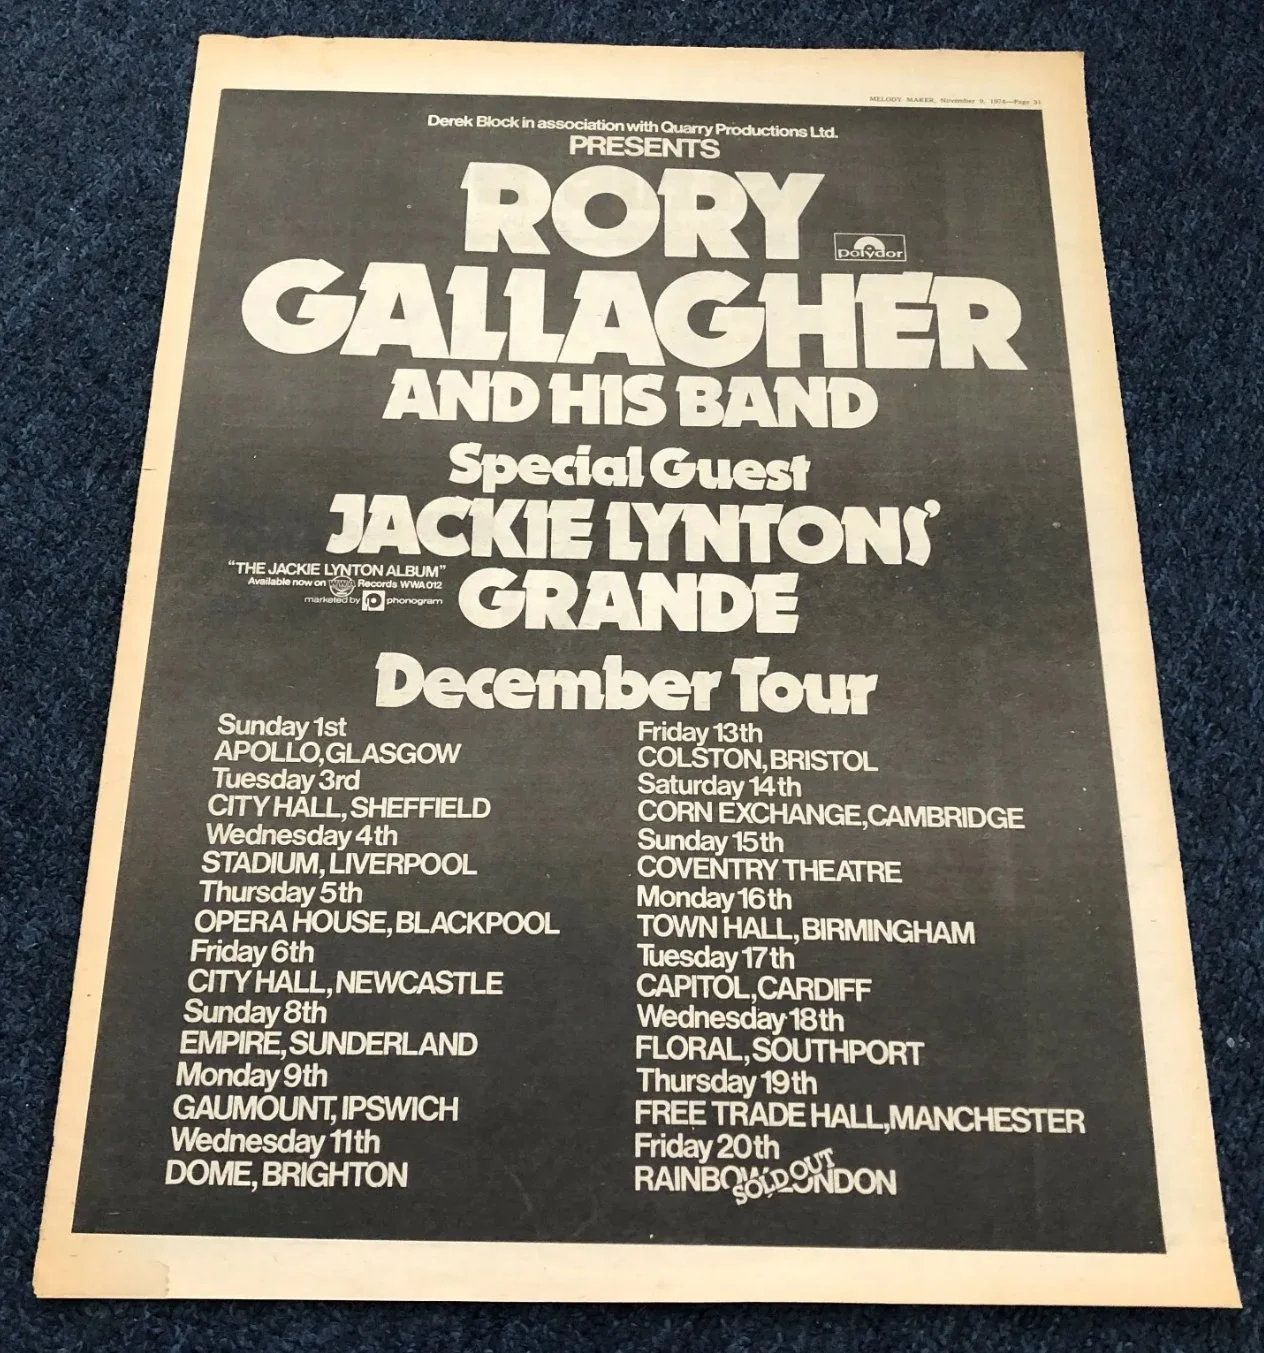 MELODY MAKER, November 9, 1974—Page 31
Derek Block in association with Quarry Productions Ltd.
PRESENTS
RORY
polydor
GALLAGHER
AND HIS BAND
Special Guest
JACKIE LYNTONS'
"THE JACKIE LYNTON ALBUM"
Available now on WWA Records WWA 012
marketed by phonogram
GRANDE
December Tour
Sunday 1st
APOLLO, GLASGOW
Tuesday 3rd
CITY HALL, SHEFFIELD
Wednesday 4th
STADIUM, LIVERPOOL
Thursday 5th
OPERA HOUSE, BLACKPOOL
Friday 6th
CITY HALL, NEWCASTLE
Sunday 8th
EMPIRE, SUNDERLAND
Monday 9th
GAUMOUNT, IPSWICH
Wednesday 11th
DOME, BRIGHTON
Friday 13th
COLSTON, BRISTOL
Saturday 14th
CORN EXCHANGE, CAMBRIDGE
Sunday 15th
COVENTRY THEATRE
Monday 16th
TOWN HALL, BIRMINGHAM
Tuesday 17th
CAPITOL, CARDIFF
Wednesday 18th
FLORAL, SOUTHPORT
Thursday 19th
FREE TRADE HALL, MANCHESTER
Friday 20th
RAINBOW, LONDON
SOLD OUT